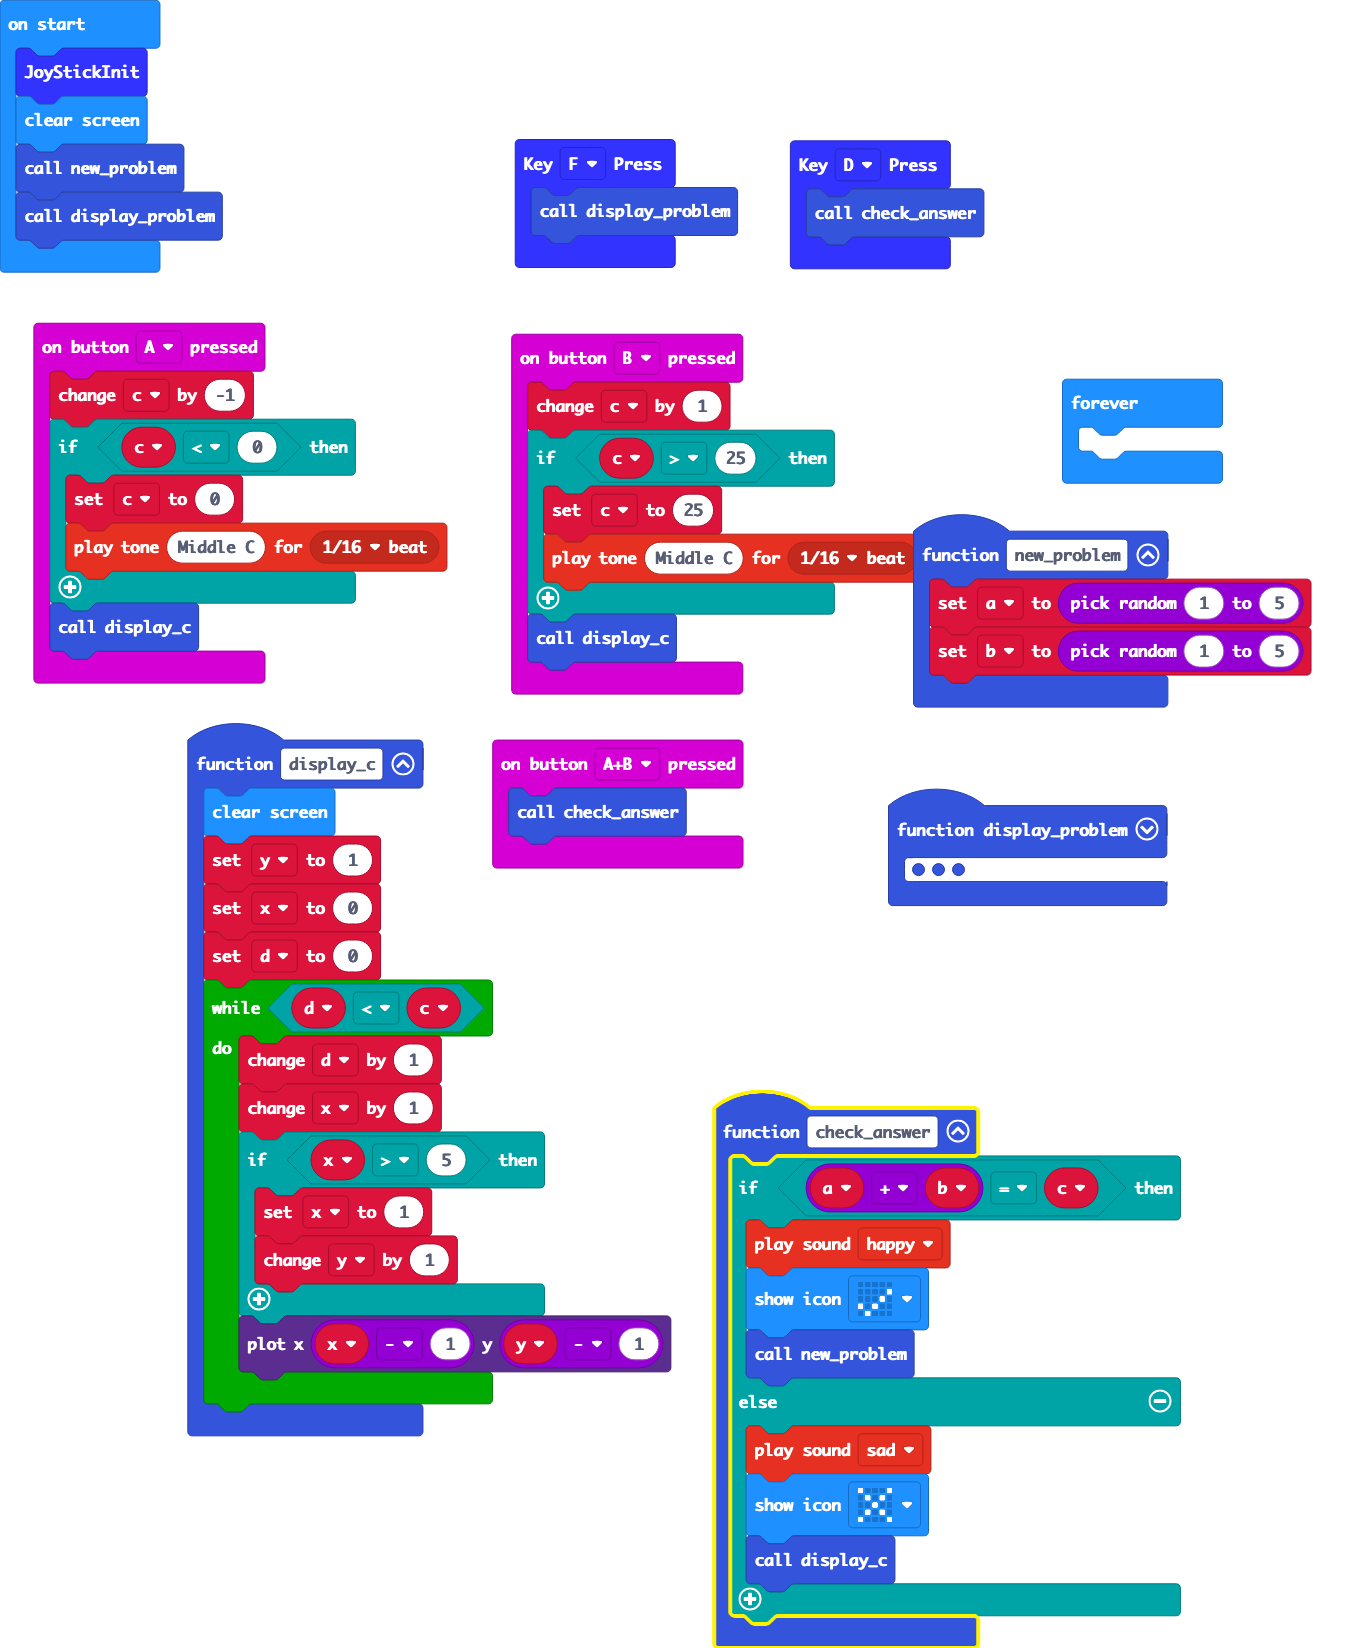 on start
JoyStickInit
clear screen
call new_problem
call display_problem
Key F Press
call display_problem
Key D Press
call check_answer
on button A pressed
change c by -1
if c < 0 then
set c to 0
play tone Middle C for 1/16 beat
call display_c
on button B pressed
change c by 1
if c > 25 then
set c to 25
play tone Middle C for 1/16 beat
call display_c
forever
function new_problem
set a to pick random 1 to 5
set b to pick random 1 to 5
function display_c
clear screen
set y to 1
set x to 0
set d to 0
while d < c
do
change d by 1
change x by 1
if x > 5 then
set x to 1
change y by 1
plot x x - 1 y y - 1
on button A+B pressed
call check_answer
function display_problem
function check_answer
if a + b = c then
play sound happy
show icon
call new_problem
else
play sound sad
show icon
call display_c